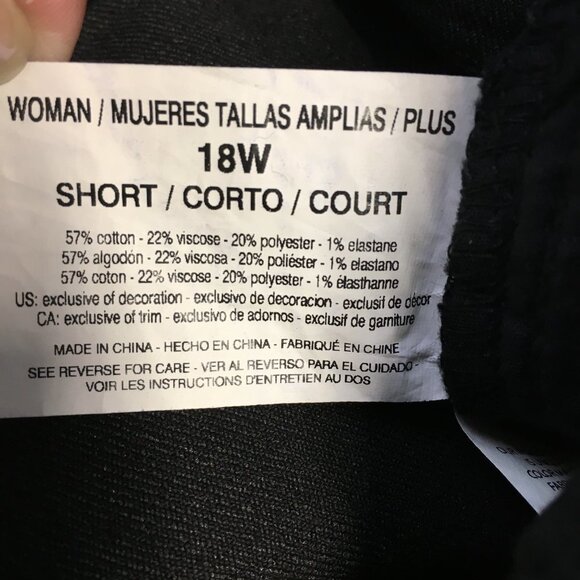 WOMAN / MUJERES TALLAS AMPLIAS / PLUS
18W
SHORT / CORTO / COURT
57% cotton - 22% viscose - 20% polyester - 1% elastane
57% algodón - 22% viscosa - 20% poliéster - 1% elastano
57% coton - 22% viscose - 20% polyester - 1% élasthanne
US: exclusive of decoration - exclusivo de decoracion - exclusif de décor
CA: exclusive of trim - exclusivo de adornos - exclusif de garniture
MADE IN CHINA - HECHO EN CHINA - FABRIQUÉ EN CHINE
SEE REVERSE FOR CARE - VER AL REVERSO PARA EL CUIDADO -
VOIR LES INSTRUCTIONS D'ENTRETIEN AU DOS